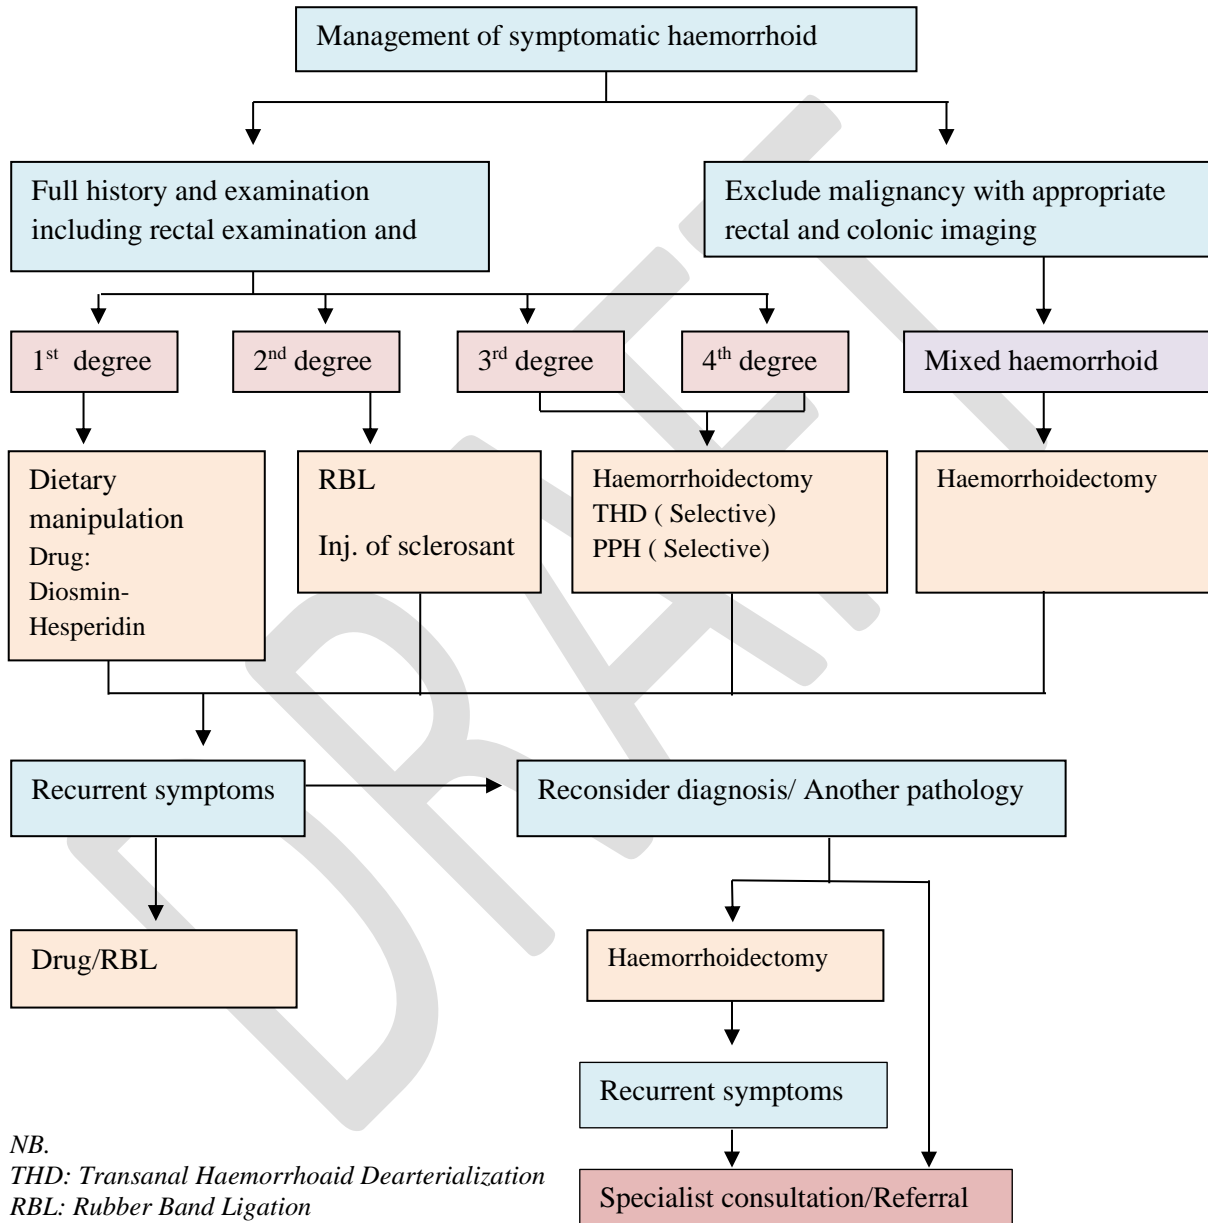 Management of symptomatic haemorrhoid
Full history and examination
including rectal examination and
Exclude malignancy with appropriate
rectal and colonic imaging
1st degree
2nd degree
3rd degree
4th degree
Mixed haemorrhoid
Dietary
manipulation
Drug:
Diosmin-
Hesperidin
RBL
Inj. of sclerosant
Haemorrhoidectomy
THD ( Selective)
PPH ( Selective)
Haemorrhoidectomy
Recurrent symptoms
Reconsider diagnosis/ Another pathology
Drug/RBL
Haemorrhoidectomy
Recurrent symptoms
Specialist consultation/Referral
NB.
THD: Transanal Haemorrhoaid Dearterialization
RBL: Rubber Band Ligation
DRAFT